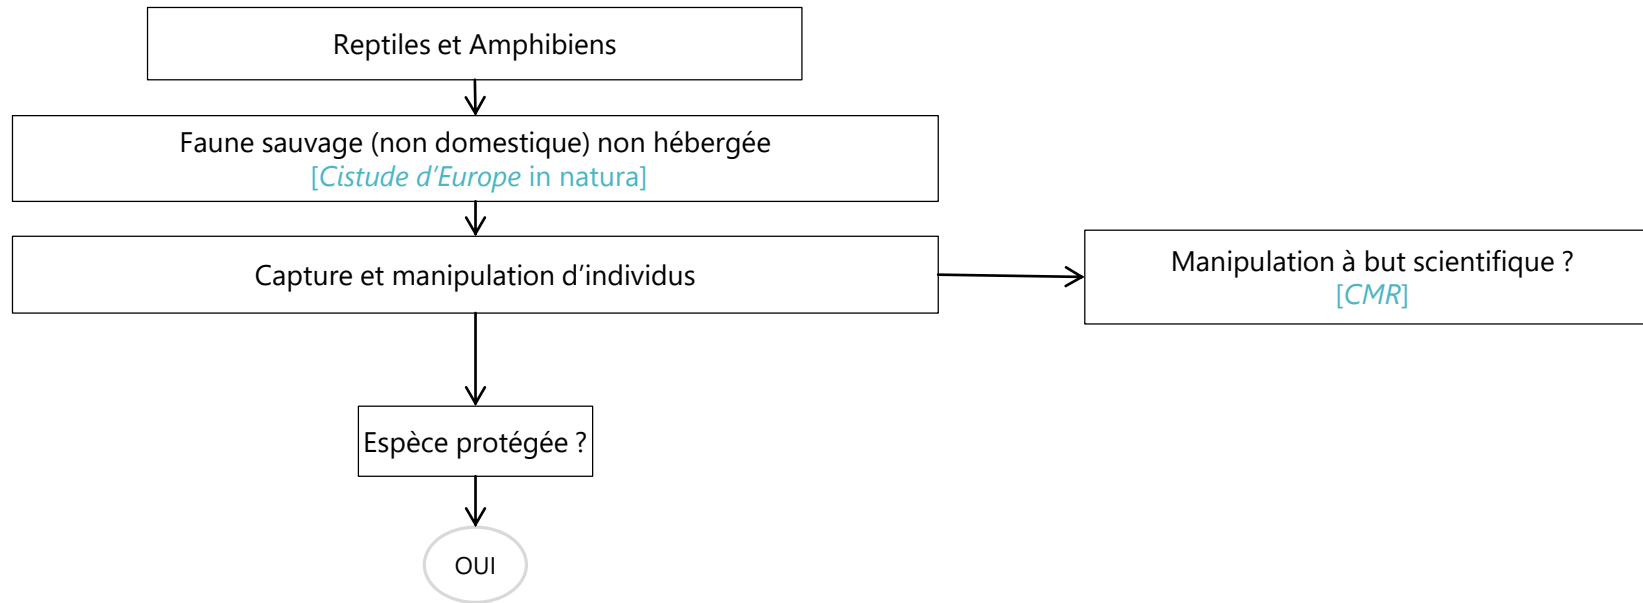 Reptiles et Amphibiens
Faune sauvage (non domestique) non hébergée
[Cistude d’Europe in natura]
Capture et manipulation d’individus
Manipulation à but scientifique ?
[CMR]
Espèce protégée ?
OUI